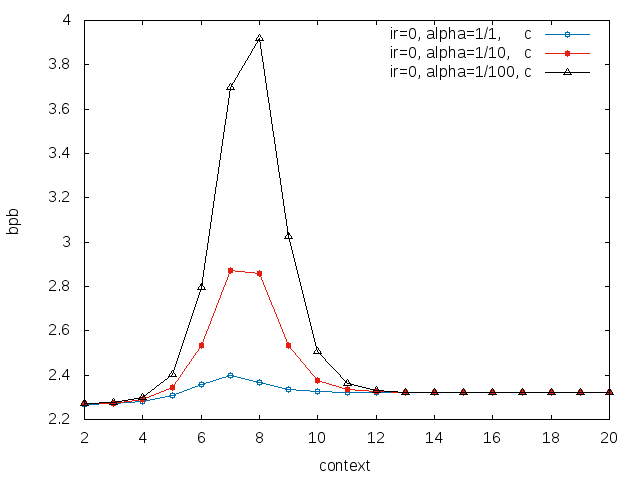 4
3.8
3.6
3.4
3.2
3
2.8
2.6
2.4
2.2
2 4 6 8 10 12 14 16 18 20
bpb
context
ir=0, alpha=1/1, c
ir=0, alpha=1/10, c
ir=0, alpha=1/100, c